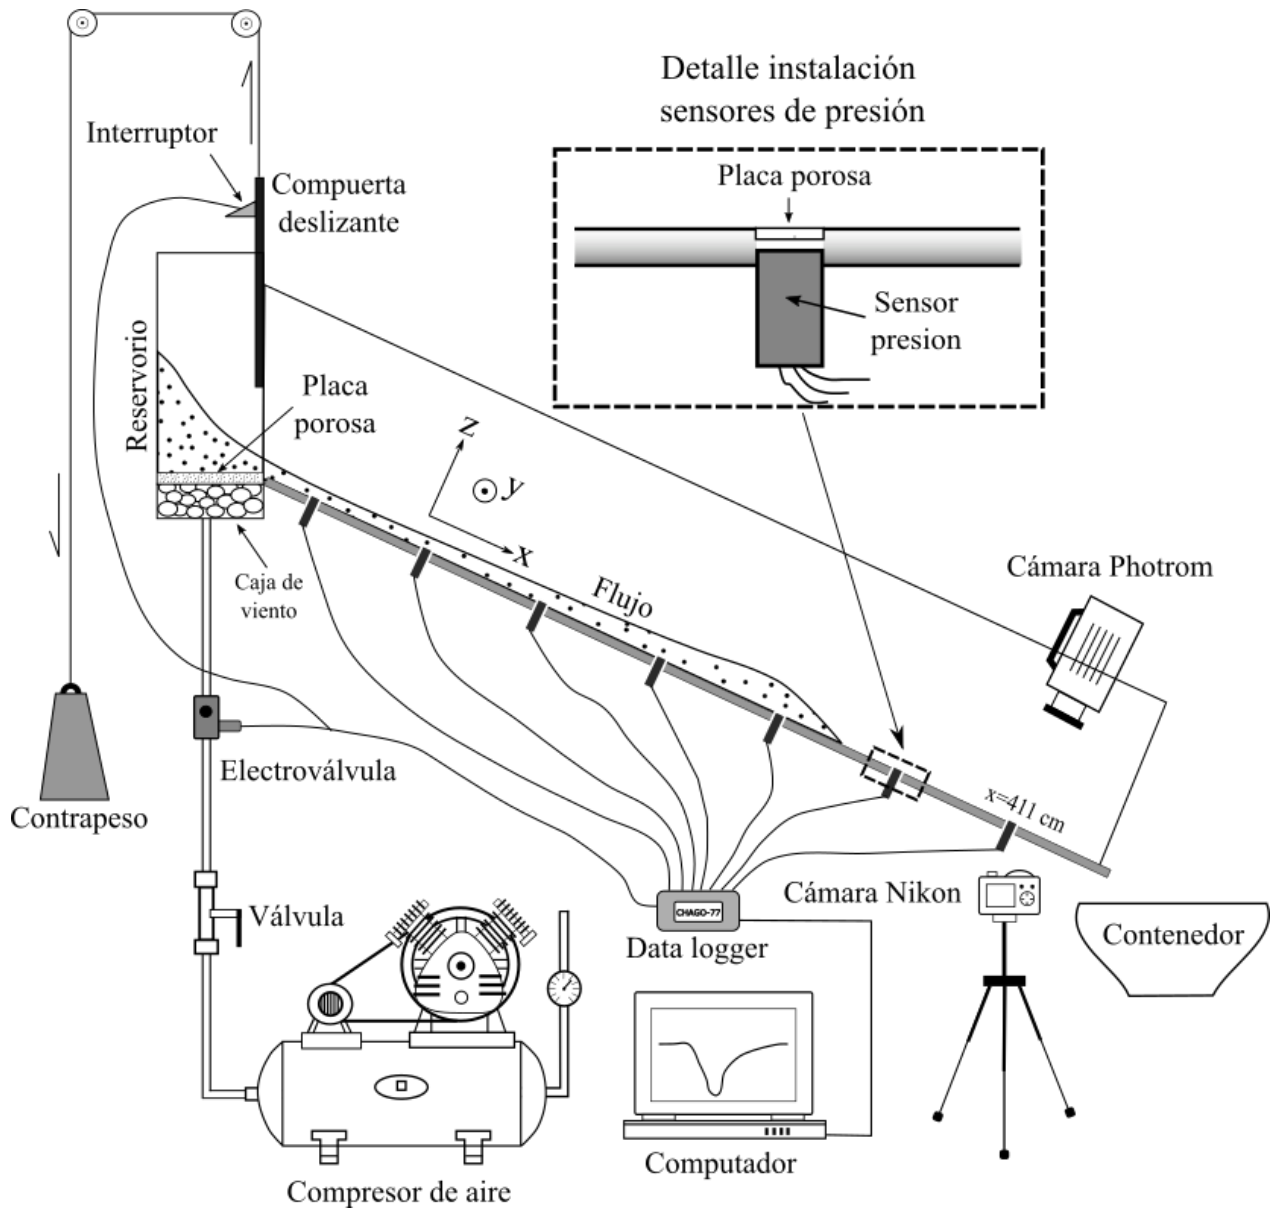 Detalle instalación
sensores de presión
Interruptor
Compuerta
deslizante
Placa porosa
Sensor
presion
Reservorio
Placa
porosa
z
y
x
Caja de
viento
Flujo
Cámara Photrom
Electroválvula
Contrapeso
x=411 cm
Válvula
CHAGO-77
Data logger
Cámara Nikon
Contenedor
Computador
Compresor de aire